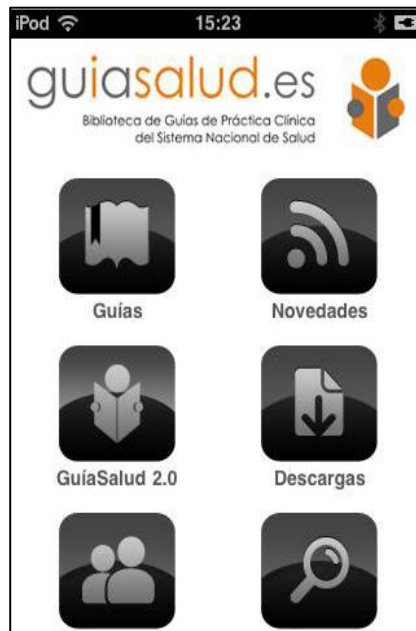 iPod 15:23
guiasalud.es
Biblioteca de Guías de Práctica Clínica
del Sistema Nacional de Salud
Guías Novedades
GuíaSalud 2.0 Descargas